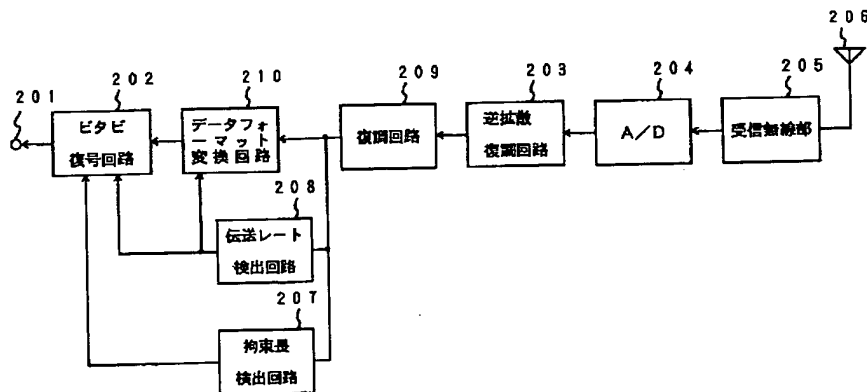 206
201
202
210
209
203
204
205
ビタビ
復号回路
データフォ
ーマット
変換回路
復調回路
逆拡散
復調回路
A/D
受信無線部
208
伝送レート
検出回路
207
拘束長
検出回路